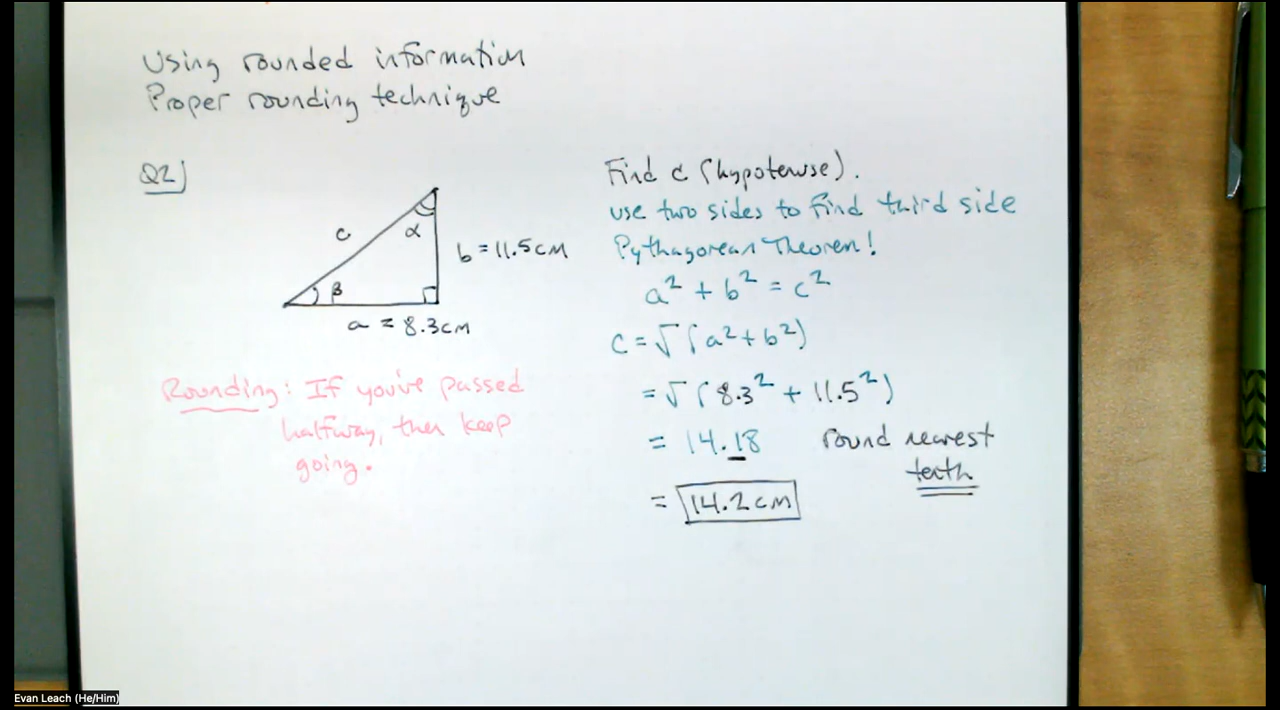 Using rounded information
Proper rounding technique
Q2)
c
α
b = 11.5cm
β
a = 8.3cm
Rounding: If you've passed
halfway, then keep
going.
Find c (hypotenuse).
use two sides to find third side
Pythagorean Theorem!
a² + b² = c²
c = √(a² + b²)
= √(8.3² + 11.5²)
= 14.18 round nearest
tenth
= 14.2cm
Evan Leach (He/Him)